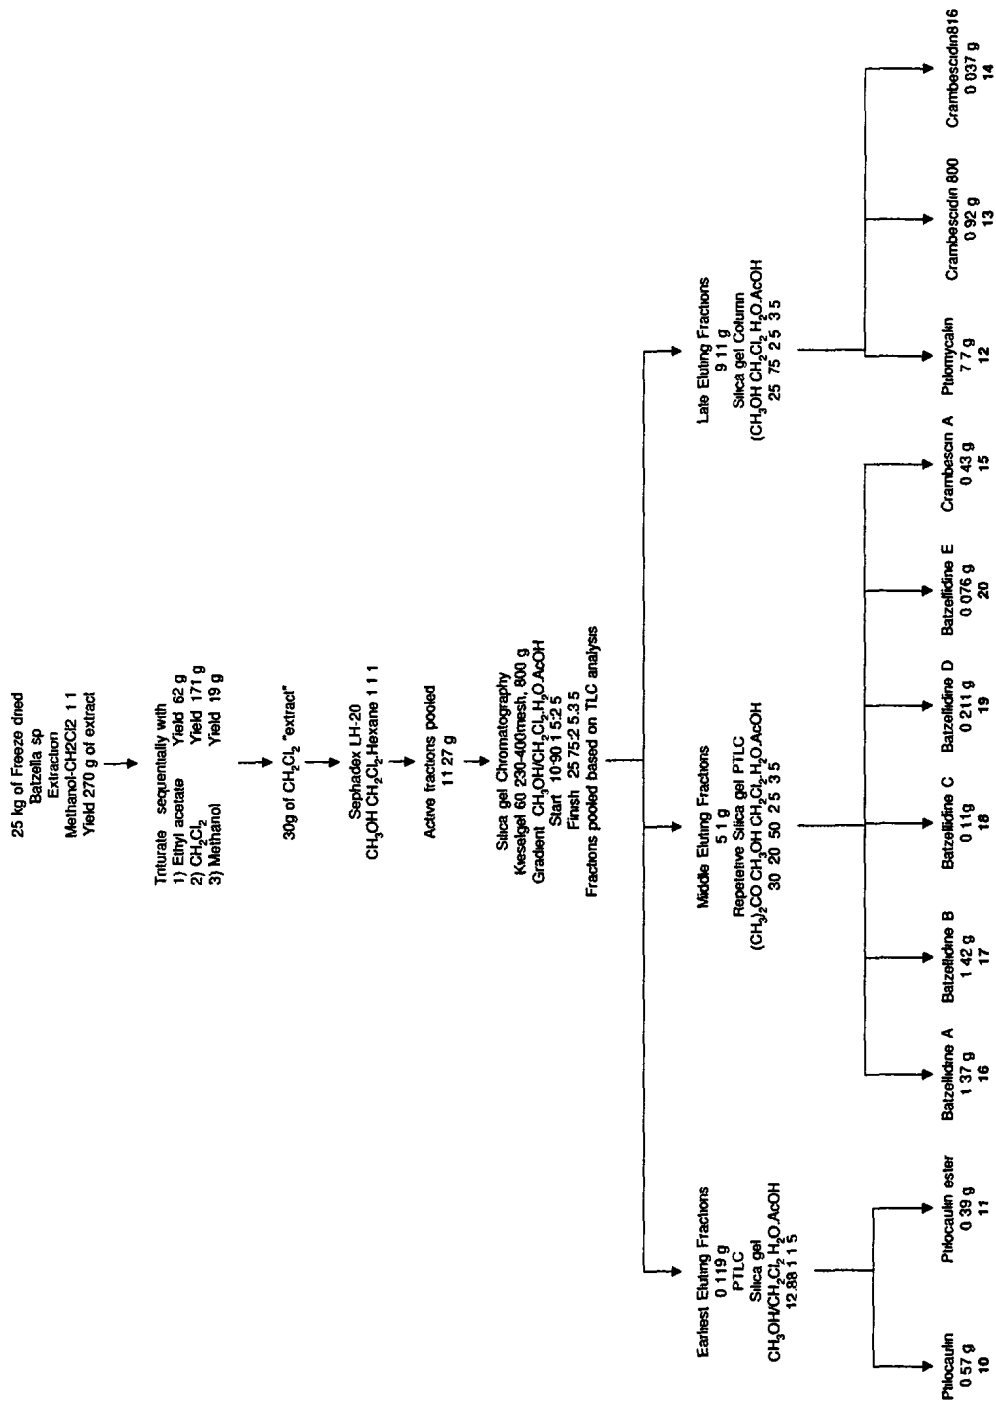 25 kg of Freeze dried
Batzella sp
Extraction
Methanol-CH2Cl2 1 1
Yield 270 g of extract
Triturate sequentially with
1) Ethyl acetate Yield 62 g
2) CH₂Cl₂ Yield 171 g
3) Methanol Yield 19 g
30g of CH₂Cl₂ "extract"
Sephadex LH-20
CH₃OH CH₂Cl₂.Hexane 1 1 1
Active fractions pooled
11 27 g
Silica gel Chromatography
Kieselgel 60 230-400mesh, 800 g
Gradient CH₃OH/CH₂Cl₂.H₂O.AcOH
Start 10·90 1 5:2 5
Finish 25 75:2 5.3 5
Fractions pooled based on TLC analysis
Earliest Eluting Fractions
0 119 g
PTLC
Silica gel
CH₃OH/CH₂Cl₂ H₂O.AcOH
12.88 1 1 5
Middle Eluting Fractions
5 1 g
Repetetive Silica gel PTLC
(CH₃)₂CO CH₃OH CH₂Cl₂.H₂O.AcOH
30 20 50 2 5 3 5
Late Eluting Fractions
9 11 g
Silica gel Column
(CH₃OH CH₂Cl₂ H₂O.AcOH
25 75 2 5 3 5
Ptilocaulin
0 57 g
10
Ptilocaulin ester
0 39 g
11
Batzellidine A
1 37 g
16
Batzellidine B
1 42 g
17
Batzellidine C
0 11g
18
Batzellidine D
0 211 g
19
Batzellidine E
0 076 g
20
Crambescin A
0 43 g
15
Ptilomycalin
7 7 g
12
Crambescidin 800
0 92 g
13
Crambescidin816
0 037 g
14